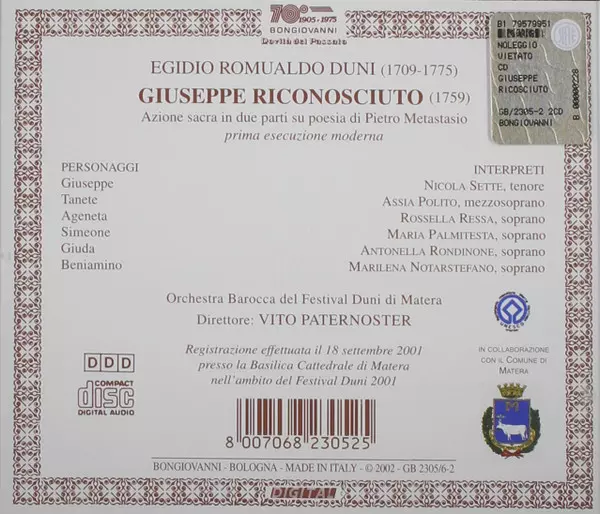 70° 1905-1975
BONGIOVANNI
Novità del Passato
EGIDIO ROMUALDO DUNI (1709-1775)
GIUSEPPE RICONOSCIUTO (1759)
Azione sacra in due parti su poesia di Pietro Metastasio
prima esecuzione moderna
B1 79579951
NOLEGGIO
VIETATO
CD
GIUSEPPE
RICOSCIUTO
GB/2305-2 2CD
BONGIOVANNI
B 00000228
PERSONAGGI INTERPRETI
Giuseppe NICOLA SETTE, tenore
Tanete ASSIA POLITO, mezzosoprano
Ageneta ROSSELLA RESSA, soprano
Simeone MARIA PALMITESTA, soprano
Giuda ANTONELLA RONDINONE, soprano
Beniamino MARILENA NOTARSTEFANO, soprano
Orchestra Barocca del Festival Duni di Matera
Direttore: VITO PATERNOSTER
UNESCO
Registrazione effettuata il 18 settembre 2001
presso la Basilica Cattedrale di Matera
nell'ambito del Festival Duni 2001
IN COLLABORAZIONE
CON IL COMUNE DI
MATERA
DDD
COMPACT
disc
DIGITAL AUDIO
8 007068 230525
BONGIOVANNI - BOLOGNA - MADE IN ITALY - © 2002 - GB 2305/6-2
DIGITAL